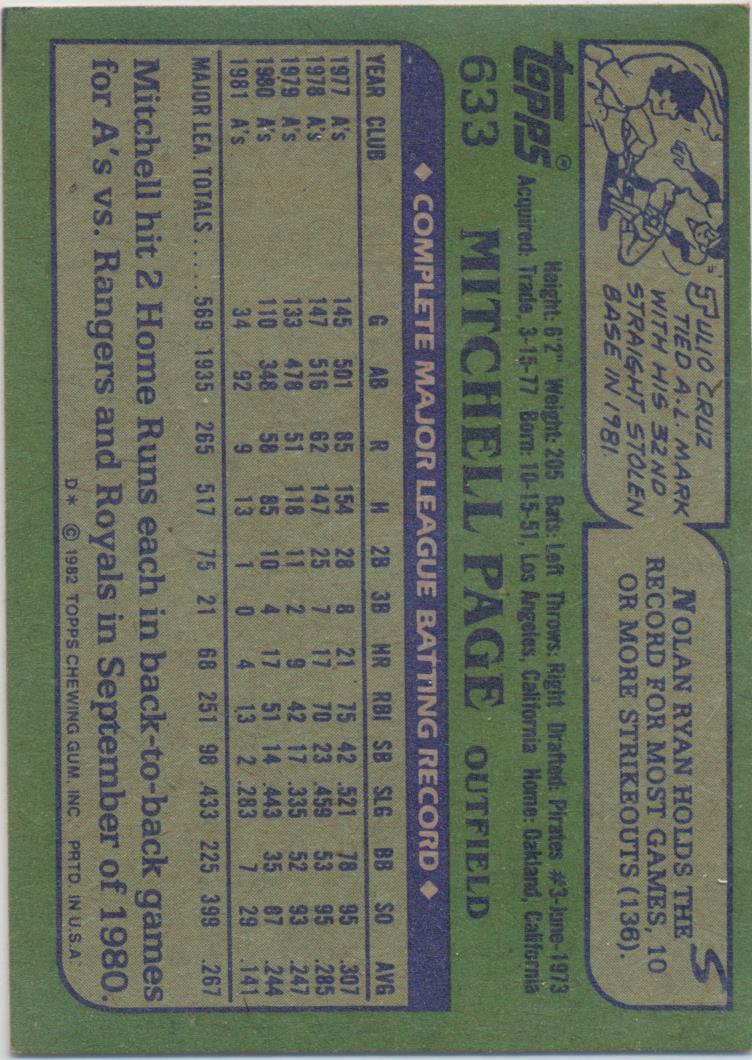 JULIO CRUZ
TIED A.L. MARK
WITH HIS 32ND
STRAIGHT STOLEN
BASE IN 1981.
NOLAN RYAN HOLDS THE
RECORD FOR MOST GAMES, 10
OR MORE STRIKEOUTS (136).
S
topps®
Height: 6'2" Weight: 205 Bats: Left Throws: Right Drafted: Pirates #3-June-1973
Acquired: Trade, 3-15-77 Born: 10-15-51, Los Angeles, California Home: Oakland, California
633 MITCHELL PAGE OUTFIELD
◆ COMPLETE MAJOR LEAGUE BATTING RECORD ◆
YEAR CLUB G AB R H 2B 3B HR RBI SB SLG BB SO AVG
1977 A's 145 501 85 154 28 8 21 75 42 .521 78 95 .307
1978 A's 147 516 62 147 25 7 17 70 23 .459 53 95 .285
1979 A's 133 478 51 118 11 2 9 42 17 .335 52 93 .247
1980 A's 110 348 58 85 10 4 17 51 14 .443 35 87 .244
1981 A's 34 92 9 13 1 0 4 13 2 .283 7 29 .141
MAJOR LEA. TOTALS..... 569 1935 265 517 75 21 68 251 98 .433 225 399 .267
Mitchell hit 2 Home Runs each in back-to-back games
for A's vs. Rangers and Royals in September of 1980.
D* © 1982 TOPPS CHEWING GUM, INC. PRTD. IN U.S.A.